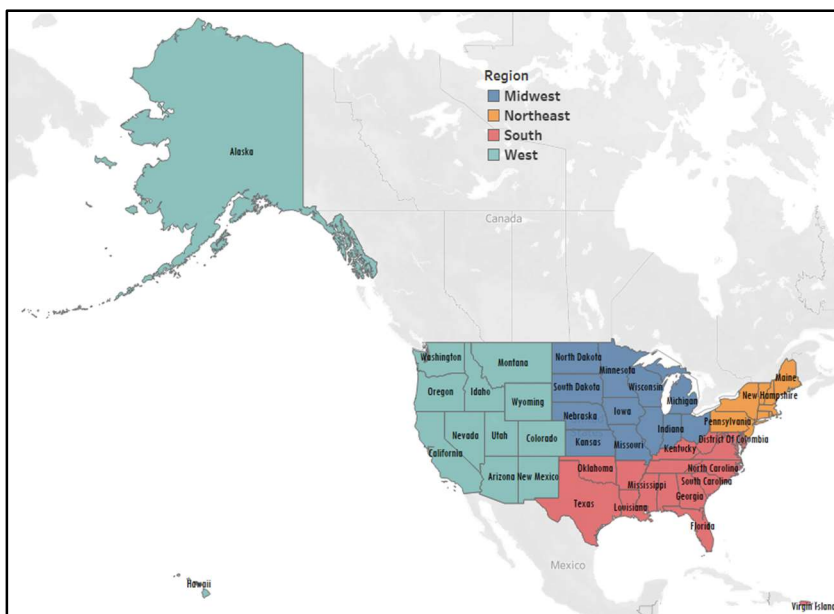 Region
Midwest
Northeast
South
West
Alaska
Canada
Washington
Montana
North Dakota
Minnesota
Maine
Oregon
Idaho
South Dakota
Wisconsin
Michigan
New Hampshire
Wyoming
Nebraska
Iowa
Pennsylvania
Nevada
Utah
Colorado
Kansas
Missouri
Indiana
Kentucky
District Of Columbia
California
Arizona
New Mexico
Oklahoma
North Carolina
South Carolina
Mississippi
Georgia
Texas
Louisiana
Florida
Mexico
Hawaii
Virgin Island